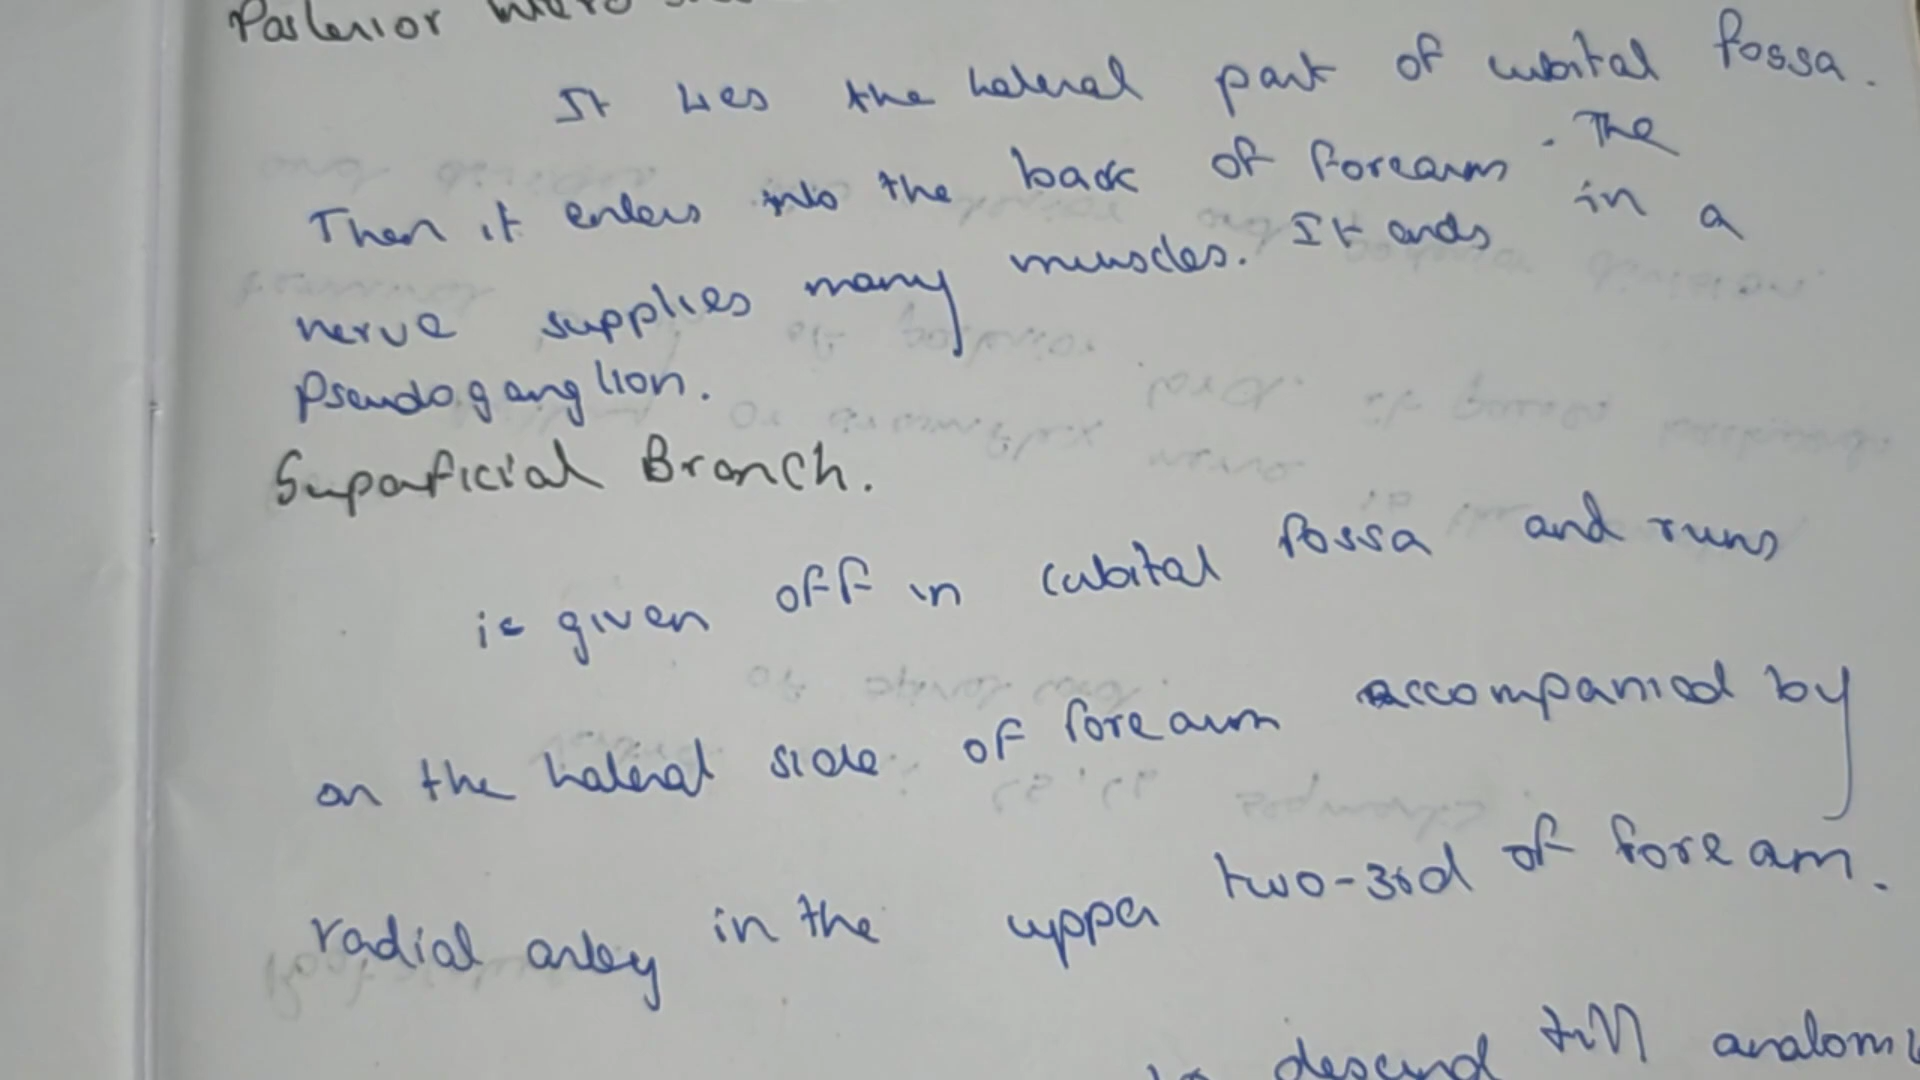 Posterior
It lies the lateral part of cubital fossa.
Then it enters into the back of forearm. The
nerve supplies many muscles. It ends in a
pseudoganglion.
Superficial Branch.
is given off in cubital fossa and runs
on the lateral side of forearm accompanied by
radial artey in the upper two-3rd of forearm.
descend till